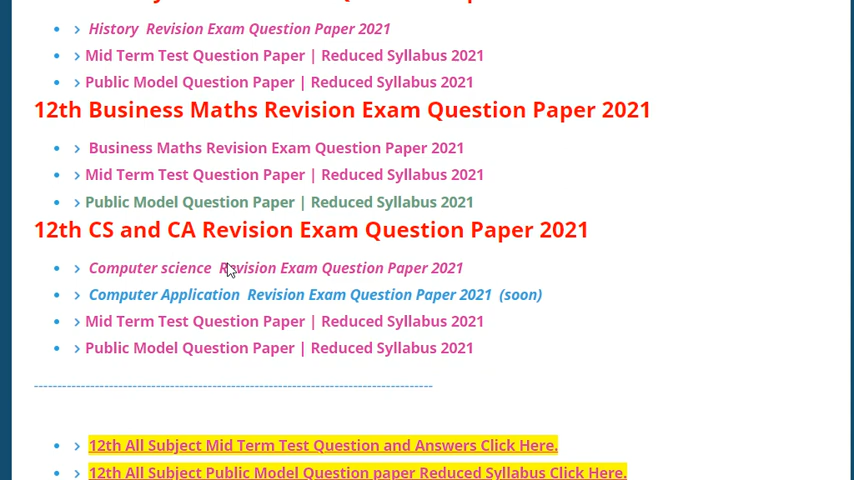 > History Revision Exam Question Paper 2021
> Mid Term Test Question Paper | Reduced Syllabus 2021
> Public Model Question Paper | Reduced Syllabus 2021
12th Business Maths Revision Exam Question Paper 2021
> Business Maths Revision Exam Question Paper 2021
> Mid Term Test Question Paper | Reduced Syllabus 2021
> Public Model Question Paper | Reduced Syllabus 2021
12th CS and CA Revision Exam Question Paper 2021
> Computer science Revision Exam Question Paper 2021
> Computer Application Revision Exam Question Paper 2021 (soon)
> Mid Term Test Question Paper | Reduced Syllabus 2021
> Public Model Question Paper | Reduced Syllabus 2021
-------------------------------------------------------------------------------------
> 12th All Subject Mid Term Test Question and Answers Click Here.
> 12th All Subject Public Model Question paper Reduced Syllabus Click Here.